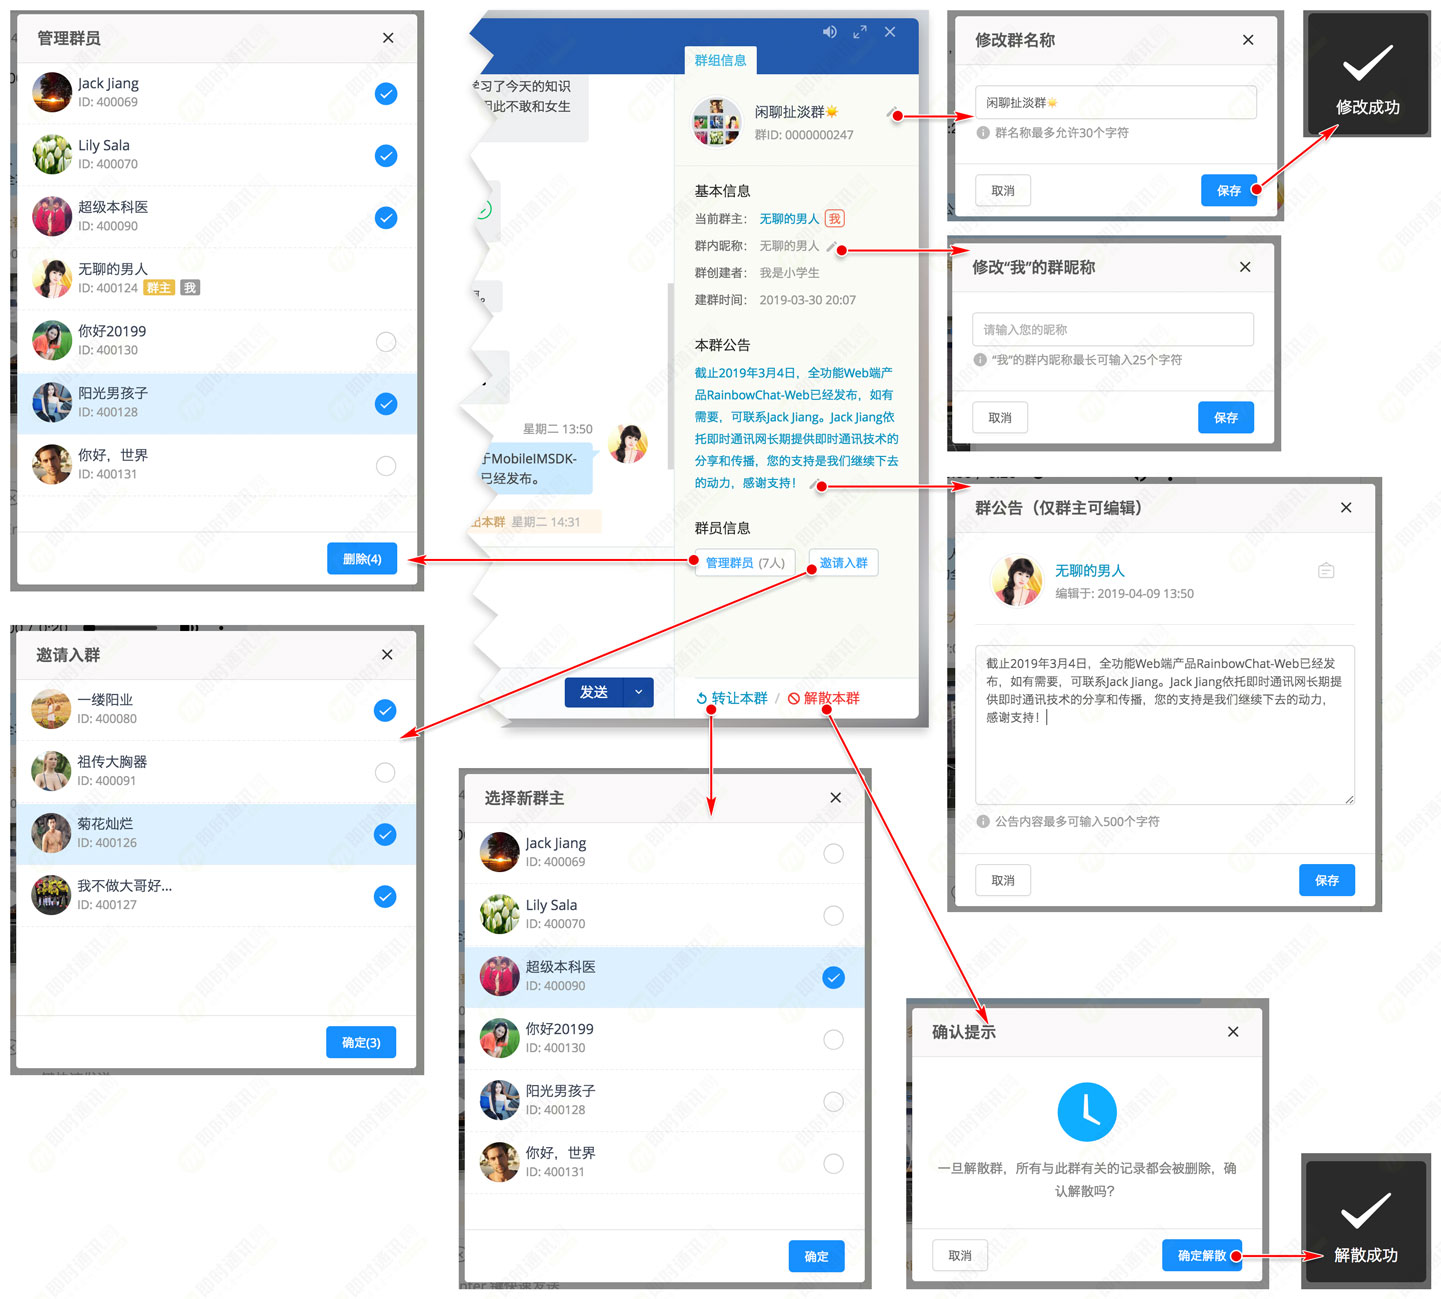 管理群员
Jack Jiang
ID: 400069
Lily Sala
ID: 400070
超级本科医
ID: 400090
无聊的男人
ID: 400124 群主 我
你好20199
ID: 400130
阳光男孩子
ID: 400128
你好，世界
ID: 400131
删除(4)
群组信息
学习了今天的知识
因此不敢和女生
闲聊扯淡群☀️
群ID: 0000000247
基本信息
当前群主： 无聊的男人 我
群内昵称： 无聊的男人
群创建者： 我是小学生
建群时间： 2019-03-30 20:07
本群公告
截止2019年3月4日，全功能Web端产
品RainbowChat-Web已经发布，如有
需要，可联系Jack Jiang。Jack Jiang依
托即时通讯网长期提供即时通讯技术的
分享和传播，您的支持是我们继续下去
的动力，感谢支持！
星期二 13:50
于MobileIMSDK-
已经发布。
出本群 星期二 14:31
群员信息
管理群员 (7人)
邀请入群
发送
转让本群 / 解散本群
修改群名称
闲聊扯淡群☀️
群名称最多允许30个字符
取消
保存
修改成功
修改“我”的群昵称
请输入您的昵称
“我”的群内昵称最长可输入25个字符
取消
保存
群公告（仅群主可编辑）
无聊的男人
编辑于: 2019-04-09 13:50
截止2019年3月4日，全功能Web端产品RainbowChat-Web已经发
布，如有需要，可联系Jack Jiang。Jack Jiang依托即时通讯网长期提
供即时通讯技术的分享和传播，您的支持是我们继续下去的动力，
感谢支持！
公告内容最多可输入500个字符
取消
保存
邀请入群
一缕阳业
ID: 400080
祖传大胸器
ID: 400091
菊花灿烂
ID: 400126
我不做大哥好...
ID: 400127
确定(3)
选择新群主
Jack Jiang
ID: 400069
Lily Sala
ID: 400070
超级本科医
ID: 400090
你好20199
ID: 400130
阳光男孩子
ID: 400128
你好，世界
ID: 400131
确定
确认提示
一旦解散群，所有与此群有关的记录都会被删除，确
认解散吗？
取消
确定解散
解散成功